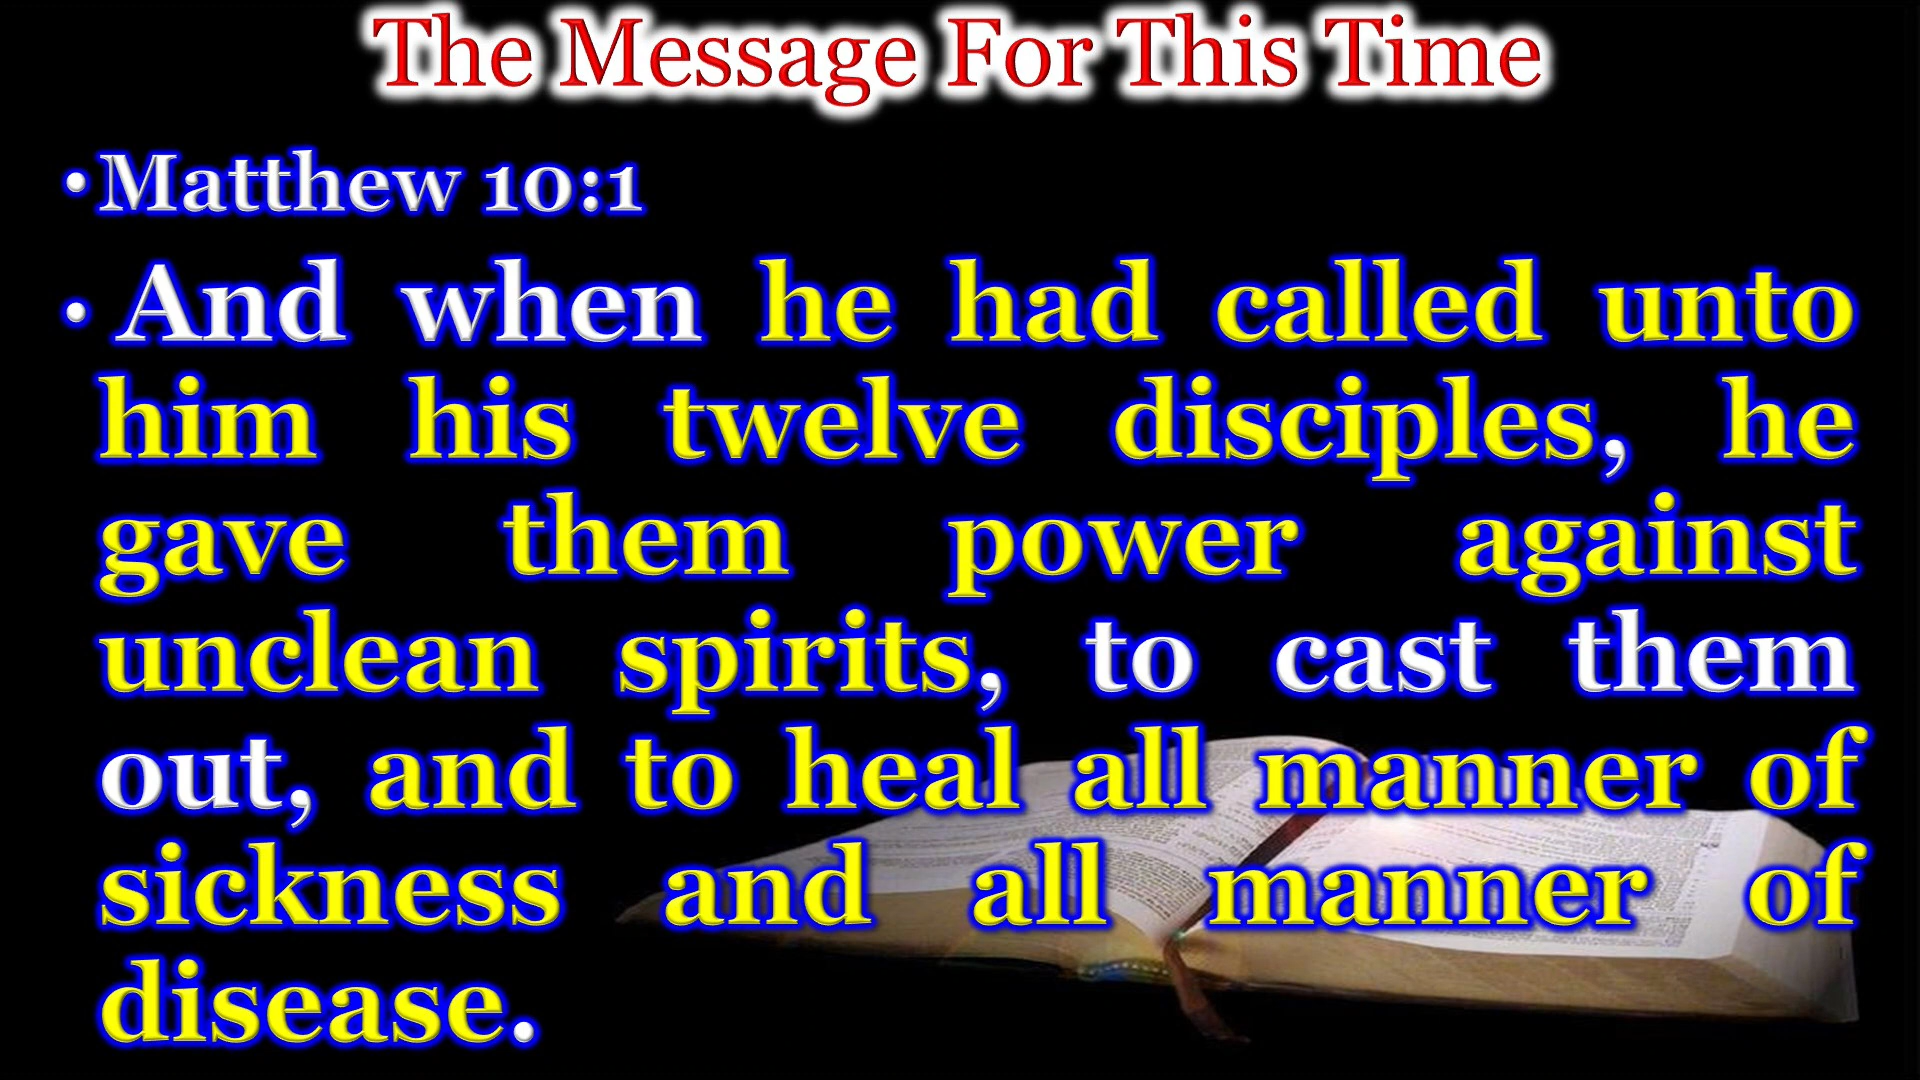 The Message For This Time
• Matthew 10:1
• And when he had called unto
him his twelve disciples, he
gave them power against
unclean spirits, to cast them
out, and to heal all manner of
sickness and all manner of
disease.